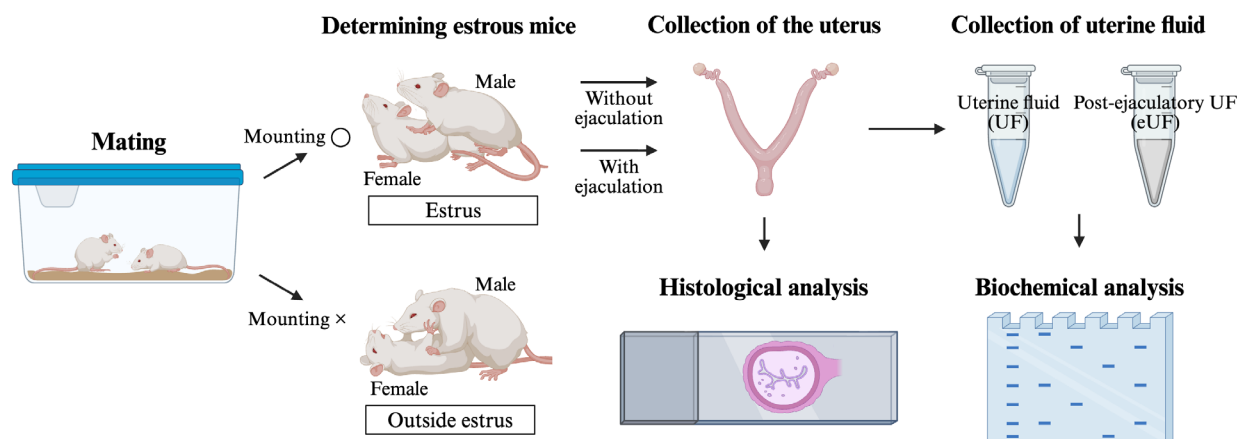 Determining estrous mice
Collection of the uterus
Collection of uterine fluid
Mating
Mounting ○
Male
Female
Estrus
Without
ejaculation
With
ejaculation
Uterine fluid
(UF)
Post-ejaculatory UF
(eUF)
Mounting ×
Male
Female
Outside estrus
Histological analysis
Biochemical analysis